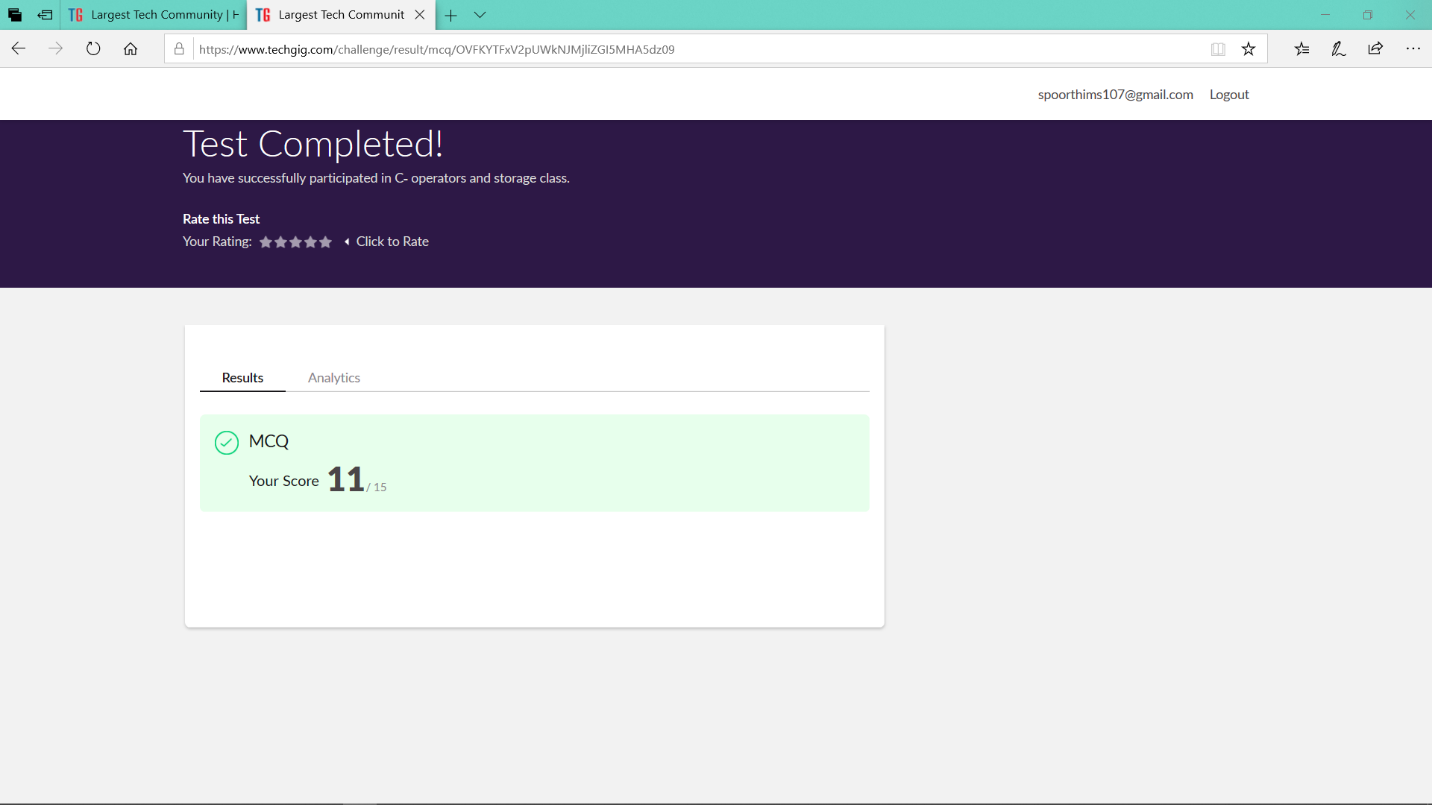 TG Largest Tech Community | H
TG Largest Tech Communit
https://www.techgig.com/challenge/result/mcq/OVFKYTFxV2pUWkNJMjliZGI5MHA5dz09
spoorthims107@gmail.com Logout
Test Completed!
You have successfully participated in C- operators and storage class.
Rate this Test
Your Rating: Click to Rate
Results Analytics
MCQ
Your Score 11 / 15